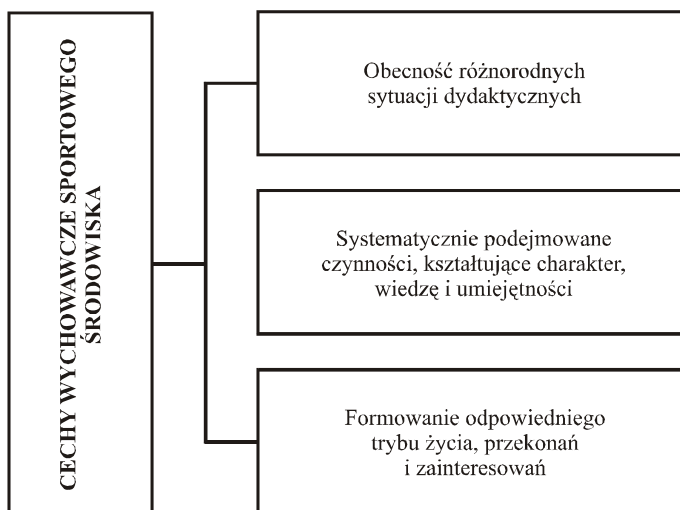 CECHY WYCHOWAWCZE SPORTOWEGO
ŚRODOWISKA
Obecność różnorodnych
sytuacji dydaktycznych
Systematycznie podejmowane
czynności, kształtujące charakter,
wiedzę i umiejętności
Formowanie odpowiedniego
trybu życia, przekonań
i zainteresowań